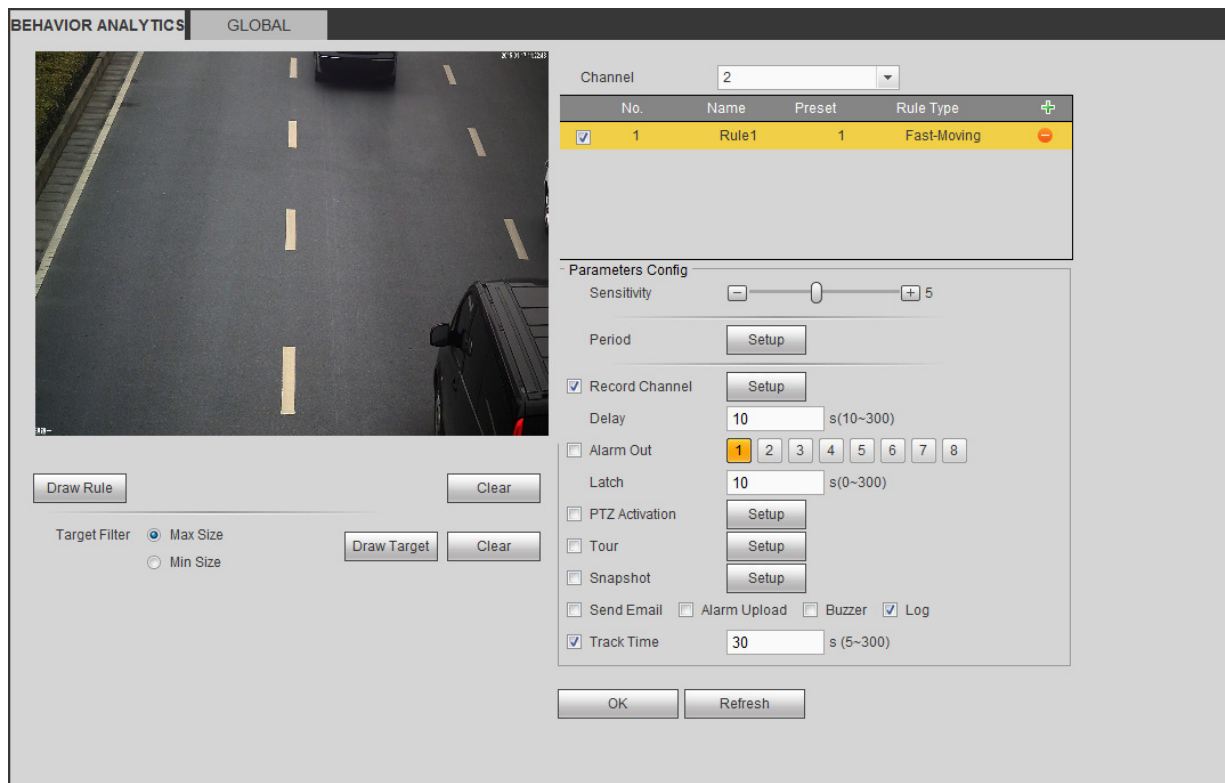 BEHAVIOR ANALYTICS GLOBAL
Channel 2
No. Name Preset Rule Type
1 Rule1 1 Fast-Moving
Parameters Config
Sensitivity 5
Period Setup
Record Channel Setup
Delay 10 s(10~300)
Alarm Out 1 2 3 4 5 6 7 8
Latch 10 s(0~300)
PTZ Activation Setup
Tour Setup
Snapshot Setup
Send Email Alarm Upload Buzzer Log
Track Time 30 s (5~300)
OK Refresh
Draw Rule Clear
Target Filter Max Size Draw Target Clear
Min Size